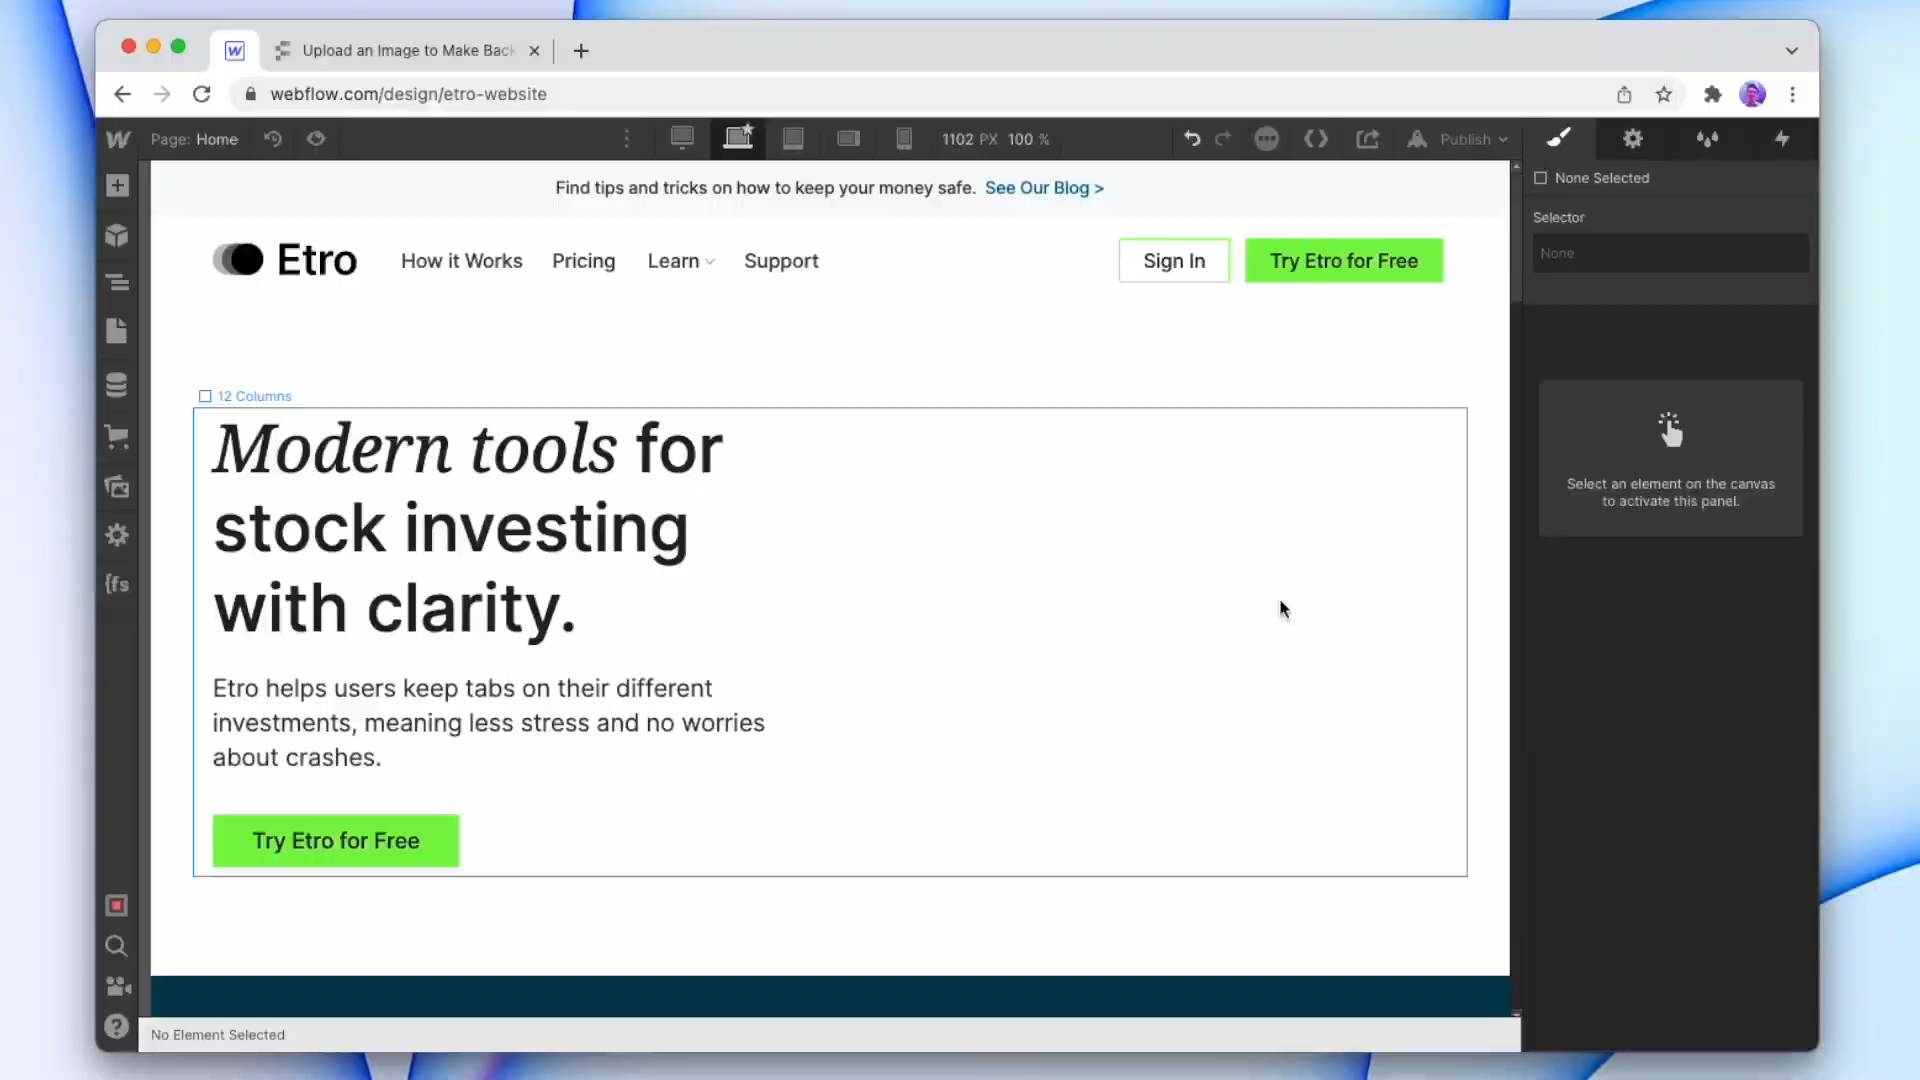 W
Upload an Image to Make Back
webflow.com/design/etro-website
Page: Home
1102 PX 100 %
Publish
None Selected
Selector
None
Select an element on the canvas
to activate this panel.
Find tips and tricks on how to keep your money safe. See Our Blog >
Etro
How it Works
Pricing
Learn
Support
Sign In
Try Etro for Free
12 Columns
Modern tools for
stock investing
with clarity.
Etro helps users keep tabs on their different
investments, meaning less stress and no worries
about crashes.
Try Etro for Free
{fs
No Element Selected